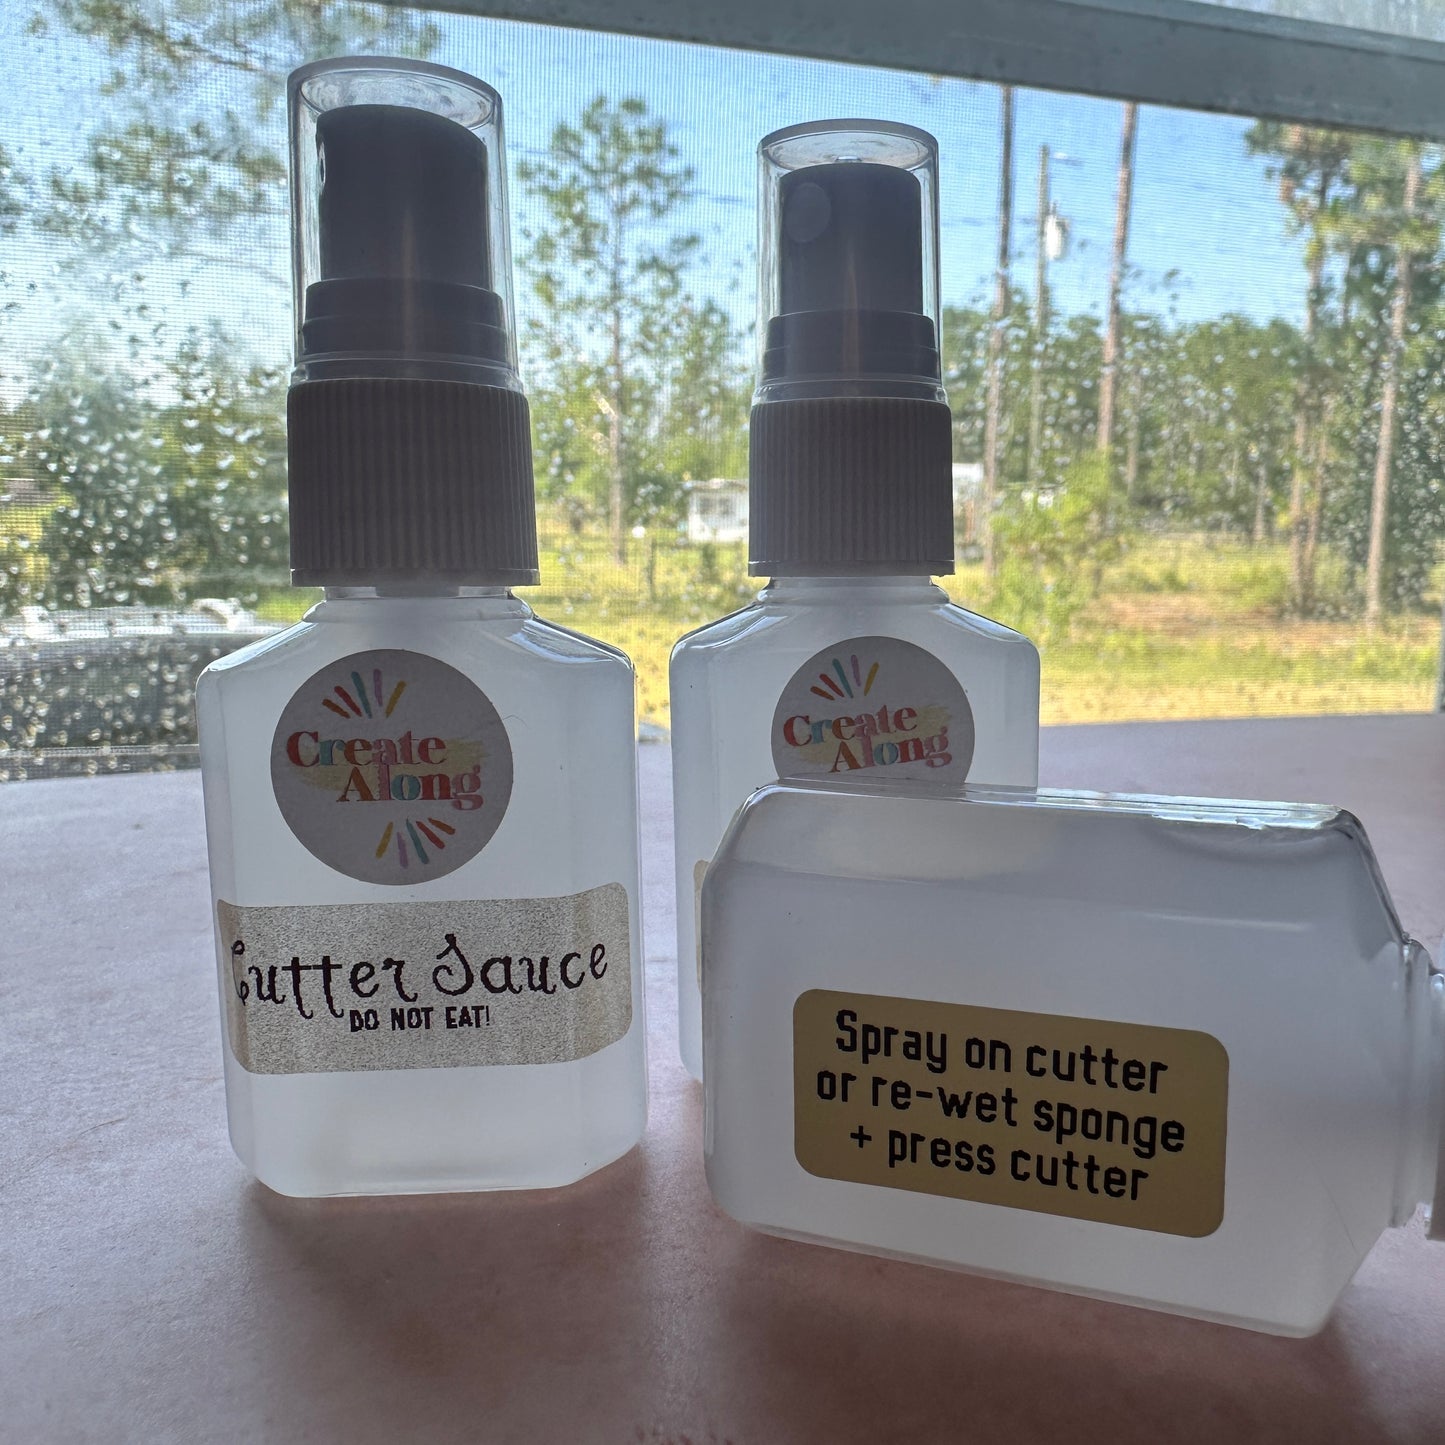 Create
Along
Cutter Sauce
DO NOT EAT!
Create
Along
Spray on cutter
or re-wet sponge
+ press cutter